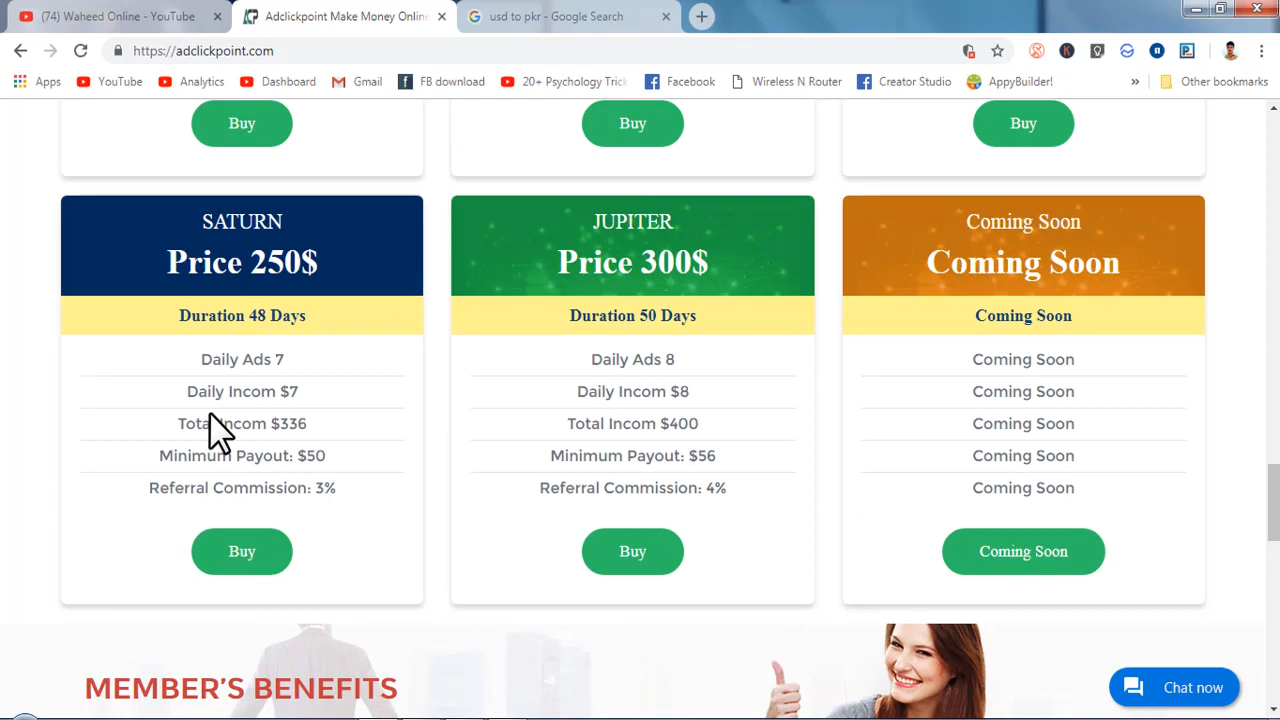 (74) Waheed Online - YouTube
Adclickpoint Make Money Online
usd to pkr - Google Search
https://adclickpoint.com
Apps
YouTube
Analytics
Dashboard
Gmail
FB download
20+ Psychology Tric
Facebook
Wireless N Router
Creator Studio
AppyBuilder!
»
Other bookmarks
Buy
Buy
Buy
SATURN
Price 250$
Duration 48 Days
Daily Ads 7
Daily Incom $7
Total Incom $336
Minimum Payout: $50
Referral Commission: 3%
Buy
JUPITER
Price 300$
Duration 50 Days
Daily Ads 8
Daily Incom $8
Total Incom $400
Minimum Payout: $56
Referral Commission: 4%
Buy
Coming Soon
Coming Soon
Coming Soon
Coming Soon
Coming Soon
Coming Soon
Coming Soon
Coming Soon
Coming Soon
MEMBER'S BENEFITS
Chat now